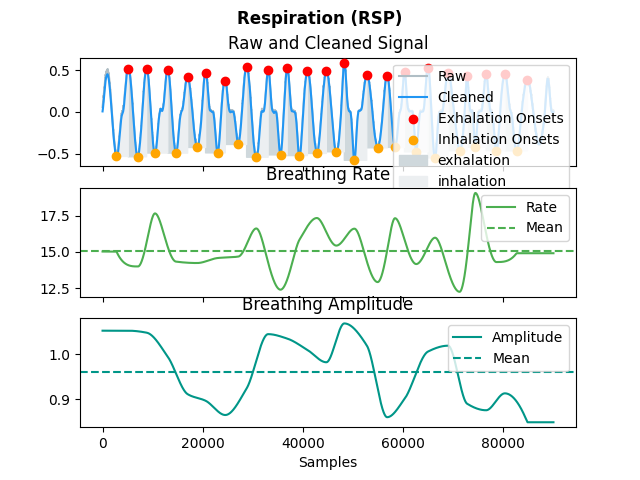 Respiration (RSP)
Raw and Cleaned Signal
0.5
0.0
−0.5
Raw
Cleaned
Exhalation Onsets
Inhalation Onsets
exhalation
inhalation
Breathing Rate
17.5
15.0
12.5
Rate
Mean
Breathing Amplitude
1.0
0.9
Amplitude
Mean
0
20000
40000
60000
80000
Samples